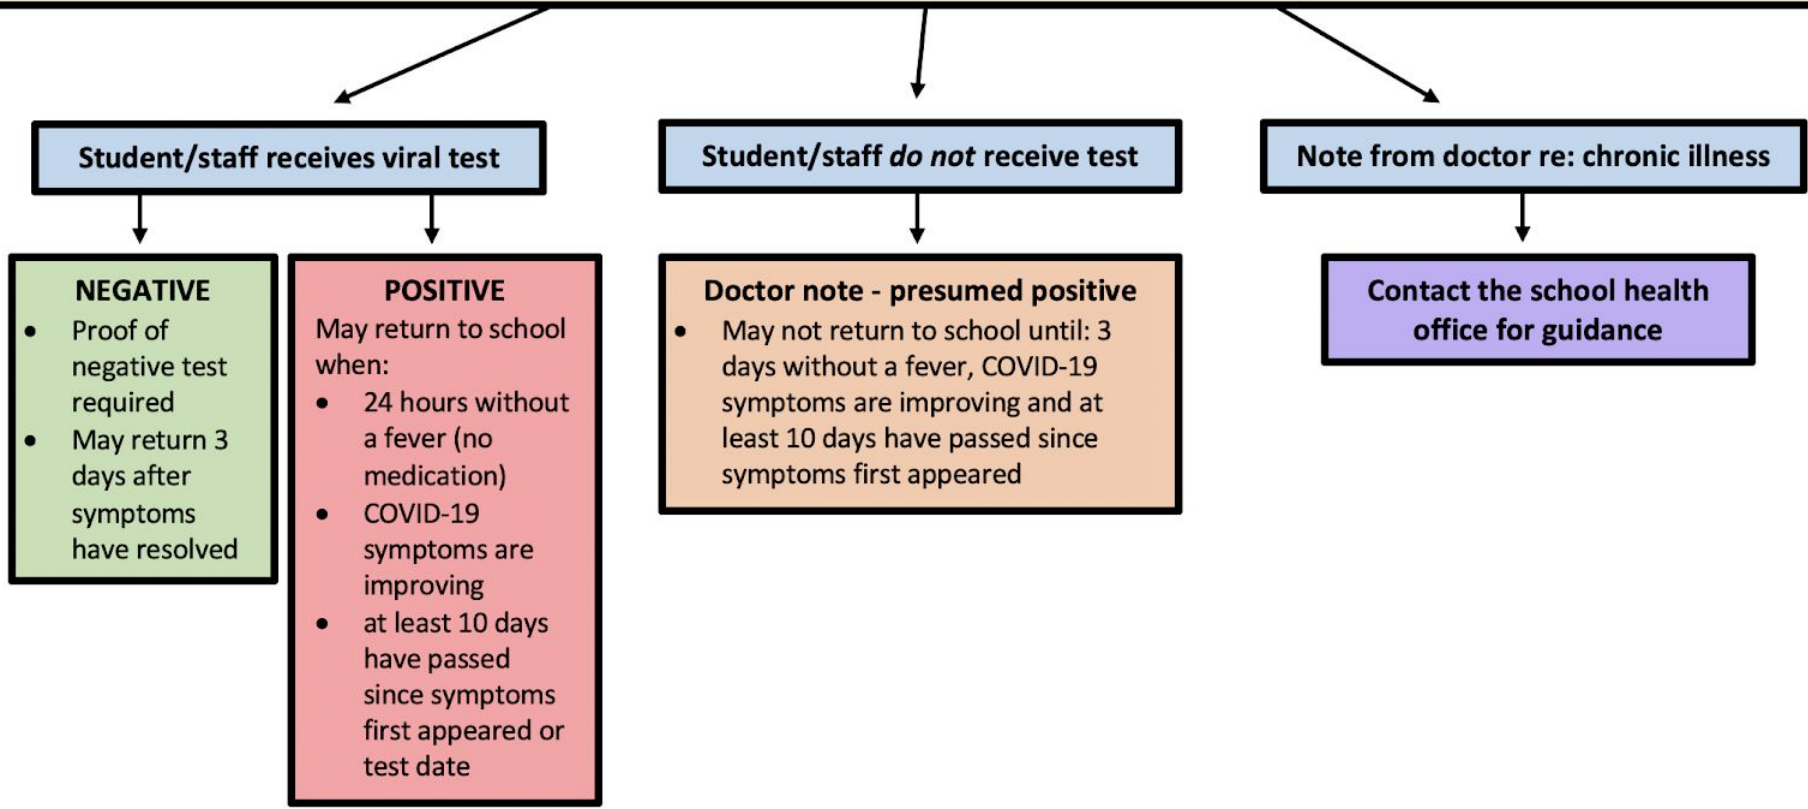 Student/staff receives viral test
NEGATIVE
• Proof of
negative test
required
• May return 3
days after
symptoms
have resolved
POSITIVE
May return to school
when:
• 24 hours without
a fever (no
medication)
• COVID-19
symptoms are
improving
• at least 10 days
have passed
since symptoms
first appeared or
test date
Student/staff do not receive test
Doctor note - presumed positive
• May not return to school until: 3
days without a fever, COVID-19
symptoms are improving and at
least 10 days have passed since
symptoms first appeared
Note from doctor re: chronic illness
Contact the school health
office for guidance